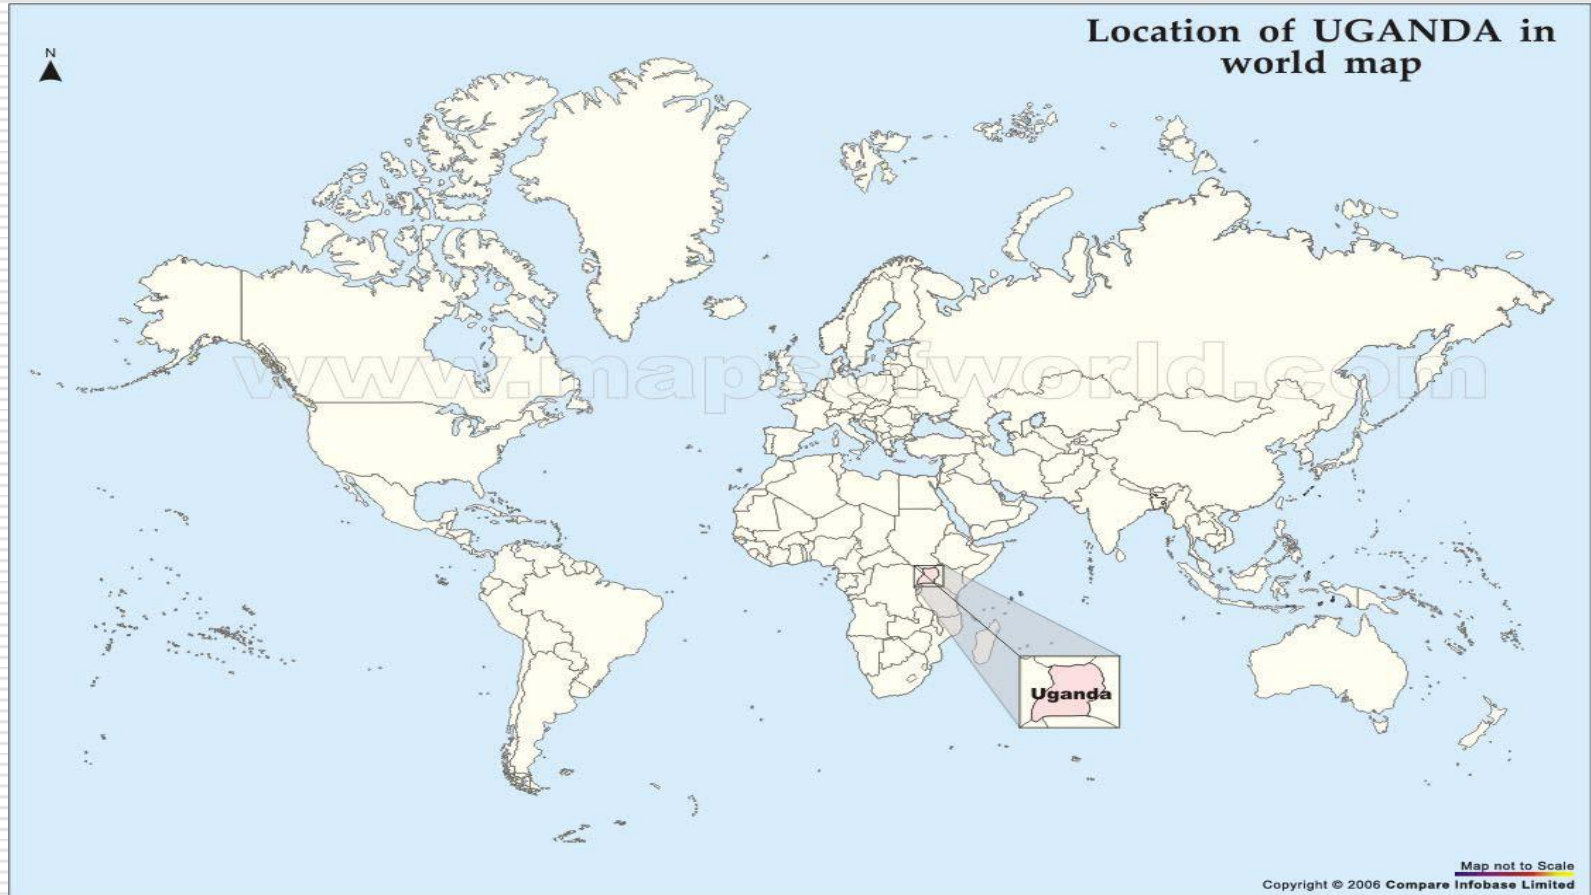 Location of UGANDA in
world map
N
www.mapsofworld.com
Uganda
Map not to Scale
Copyright © 2006 Compare Infobase Limited